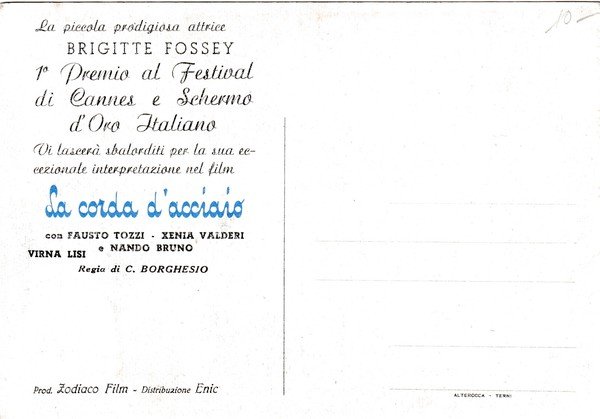 La piccola prodigiosa attrice
BRIGITTE FOSSEY
1º Premio al Festival
di Cannes e Schermo
d'Oro Italiano
Vi lascerà sbalorditi per la sua ec-
cezionale interpretazione nel film
La corda d'acciaio
con FAUSTO TOZZI - XENIA VALDERI
e NANDO BRUNO
VIRNA LISI
Regia di C. BORGHESIO
Prod. Zodiaco Film - Distribuzione Enic
ALTEROCCA - TERNI
10-